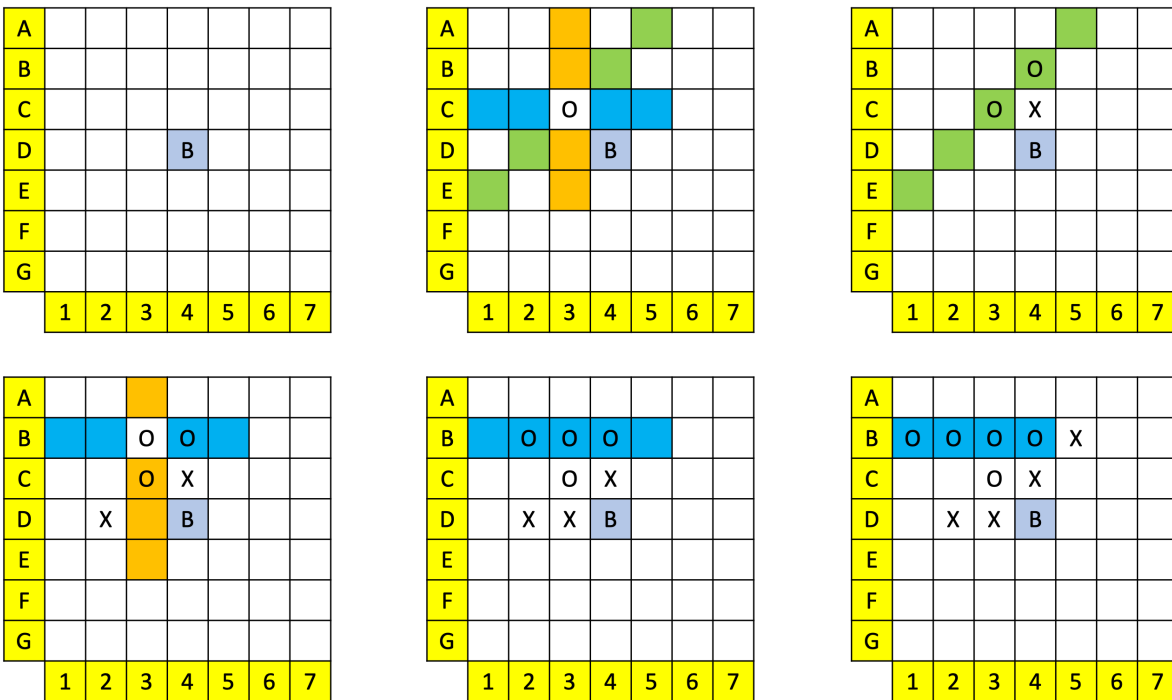 A
B
C
D B
E
F
G
1 2 3 4 5 6 7
A
B
C O
D B
E
F
G
1 2 3 4 5 6 7
A
B O
C O X
D B
E
F
G
1 2 3 4 5 6 7
A
B O O
C O X
D X B
E
F
G
1 2 3 4 5 6 7
A
B O O O
C O X
D X X B
E
F
G
1 2 3 4 5 6 7
A
B O O O O X
C O X
D X X B
E
F
G
1 2 3 4 5 6 7